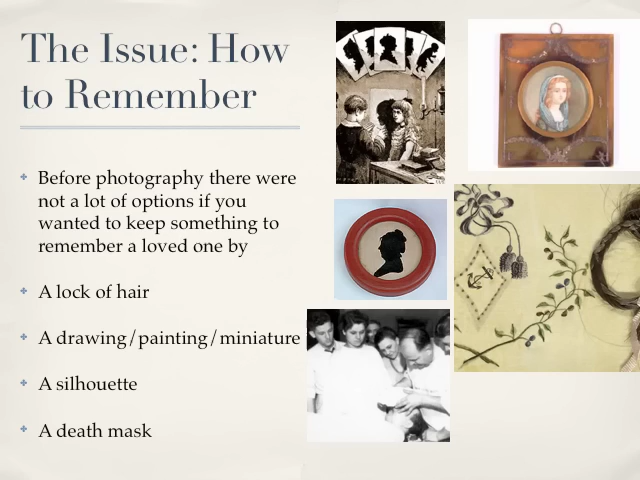 The Issue: How
to Remember
Before photography there were
not a lot of options if you
wanted to keep something to
remember a loved one by
A lock of hair
A drawing/painting/miniature
A silhouette
A death mask